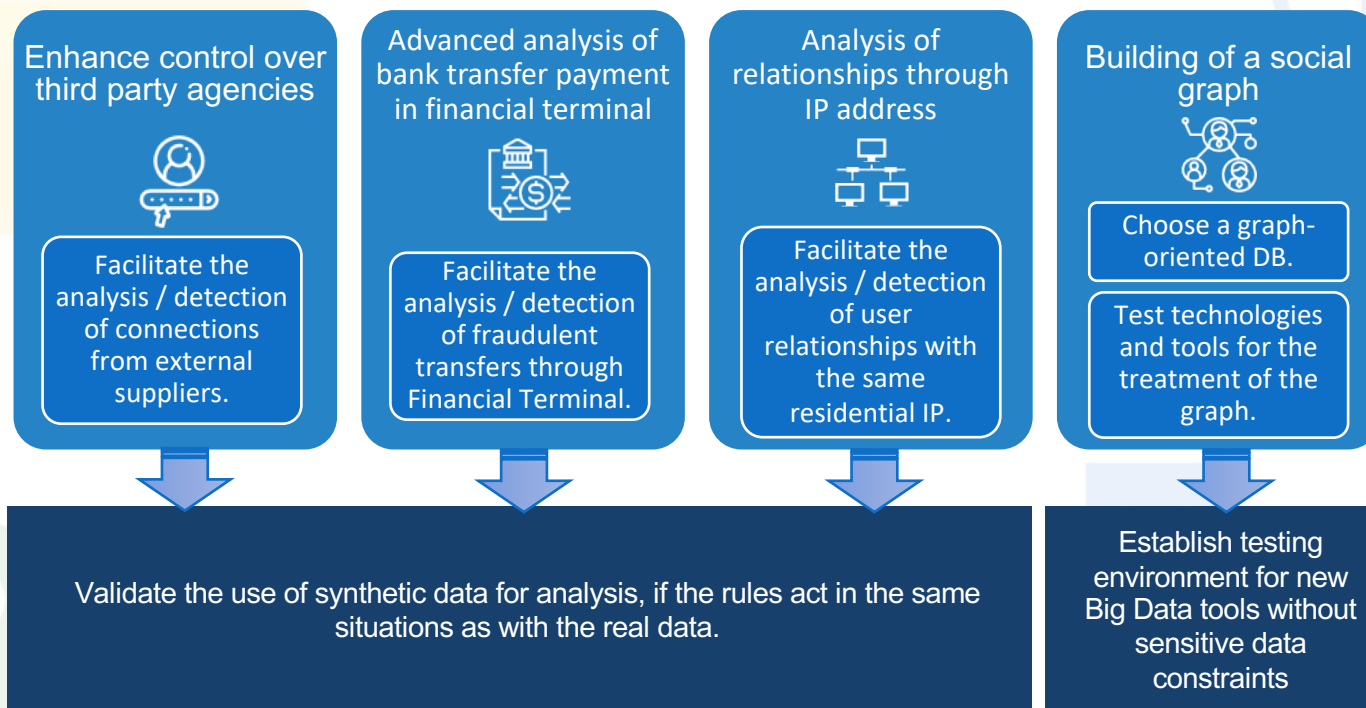 Enhance control over
third party agencies
Facilitate the
analysis / detection
of connections
from external
suppliers.
Advanced analysis of
bank transfer payment
in financial terminal
Facilitate the
analysis / detection
of fraudulent
transfers through
Financial Terminal.
Analysis of
relationships through
IP address
Facilitate the
analysis / detection
of user
relationships with
the same
residential IP.
Building of a social
graph
Choose a graph-
oriented DB.
Test technologies
and tools for the
treatment of the
graph.
Validate the use of synthetic data for analysis, if the rules act in the same
situations as with the real data.
Establish testing
environment for new
Big Data tools without
sensitive data
constraints